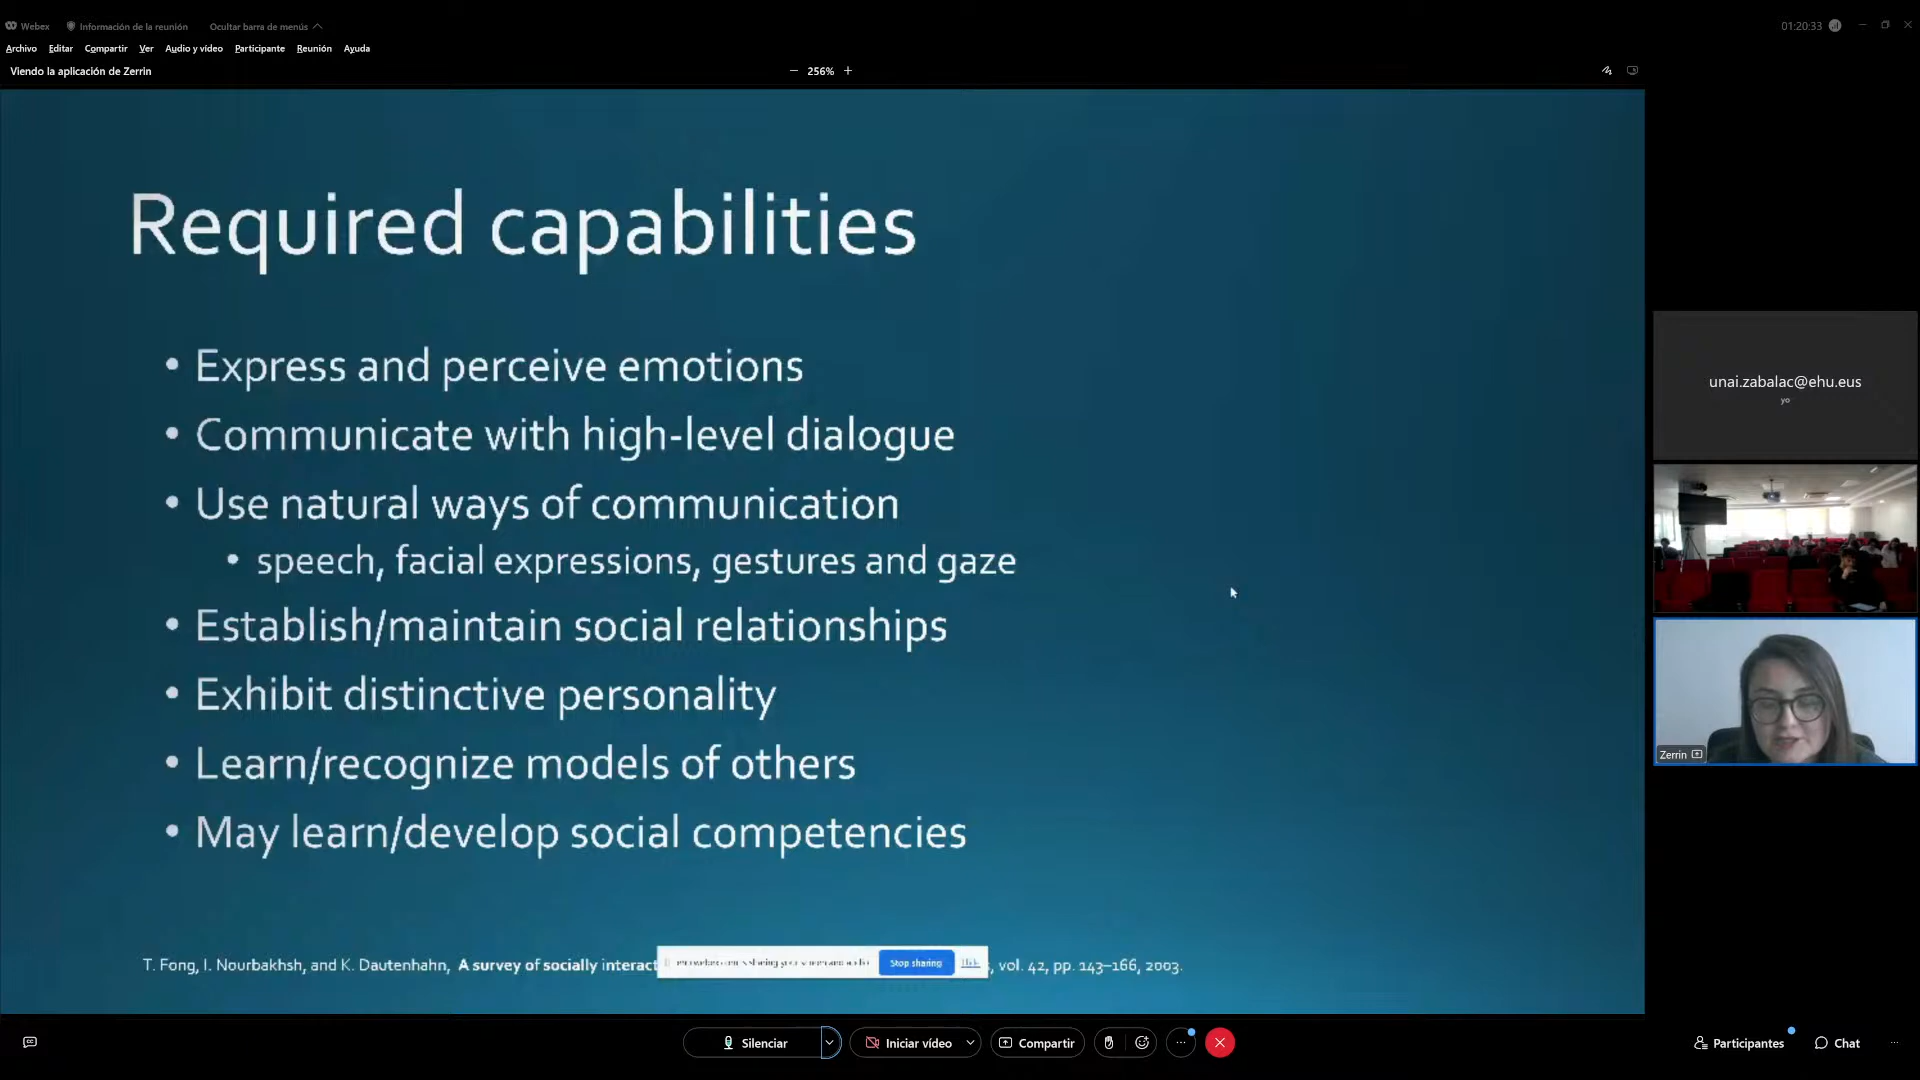 Webex Información de la reunión Ocultar barra de menús 01:20:33
Archivo Editar Compartir Ver Audio y vídeo Participante Reunión Ayuda
Viendo la aplicación de Zerrin 256%
Required capabilities
• Express and perceive emotions
• Communicate with high-level dialogue
• Use natural ways of communication
• speech, facial expressions, gestures and gaze
• Establish/maintain social relationships
• Exhibit distinctive personality
• Learn/recognize models of others
• May learn/develop social competencies
T. Fong, I. Nourbakhsh, and K. Dautenhahn, A survey of socially interact
Stop sharing Hide
, vol. 42, pp. 143–166, 2003.
unai.zabalac@ehu.eus
yo
Zerrin
Silenciar Iniciar vídeo Compartir Participantes Chat